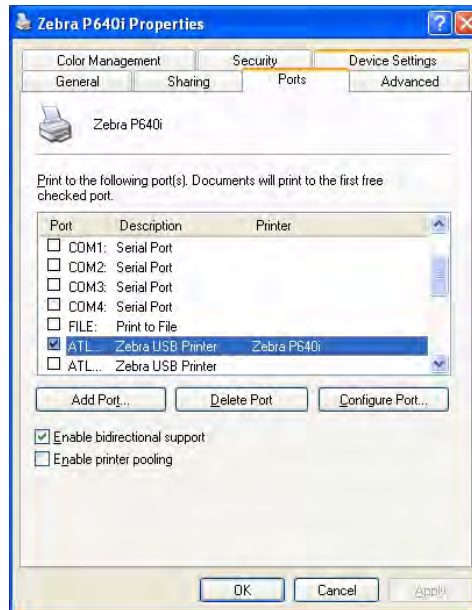 Zebra P640i Properties
Color Management Security Device Settings
General Sharing Ports Advanced
Zebra P640i
Print to the following port(s). Documents will print to the first free
checked port.
Port Description Printer
COM1: Serial Port
COM2: Serial Port
COM3: Serial Port
COM4: Serial Port
FILE: Print to File
ATL... Zebra USB Printer Zebra P640i
ATL... Zebra USB Printer
Add Port... Delete Port Configure Port...
Enable bidirectional support
Enable printer pooling
OK Cancel Apply